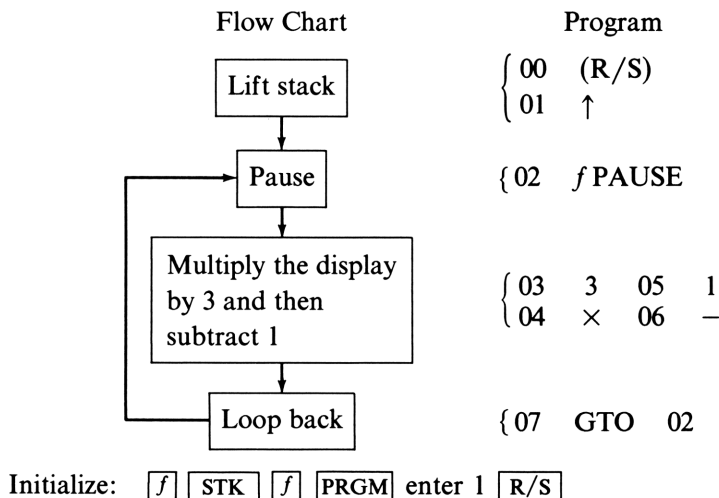 Flow Chart Program
Lift stack
00 (R/S)
01 ↑
Pause
02 f PAUSE
Multiply the display
by 3 and then
subtract 1
03 3 05 1
04 × 06 −
Loop back
07 GTO 02
Initialize: f STK f PRGM enter 1 R/S